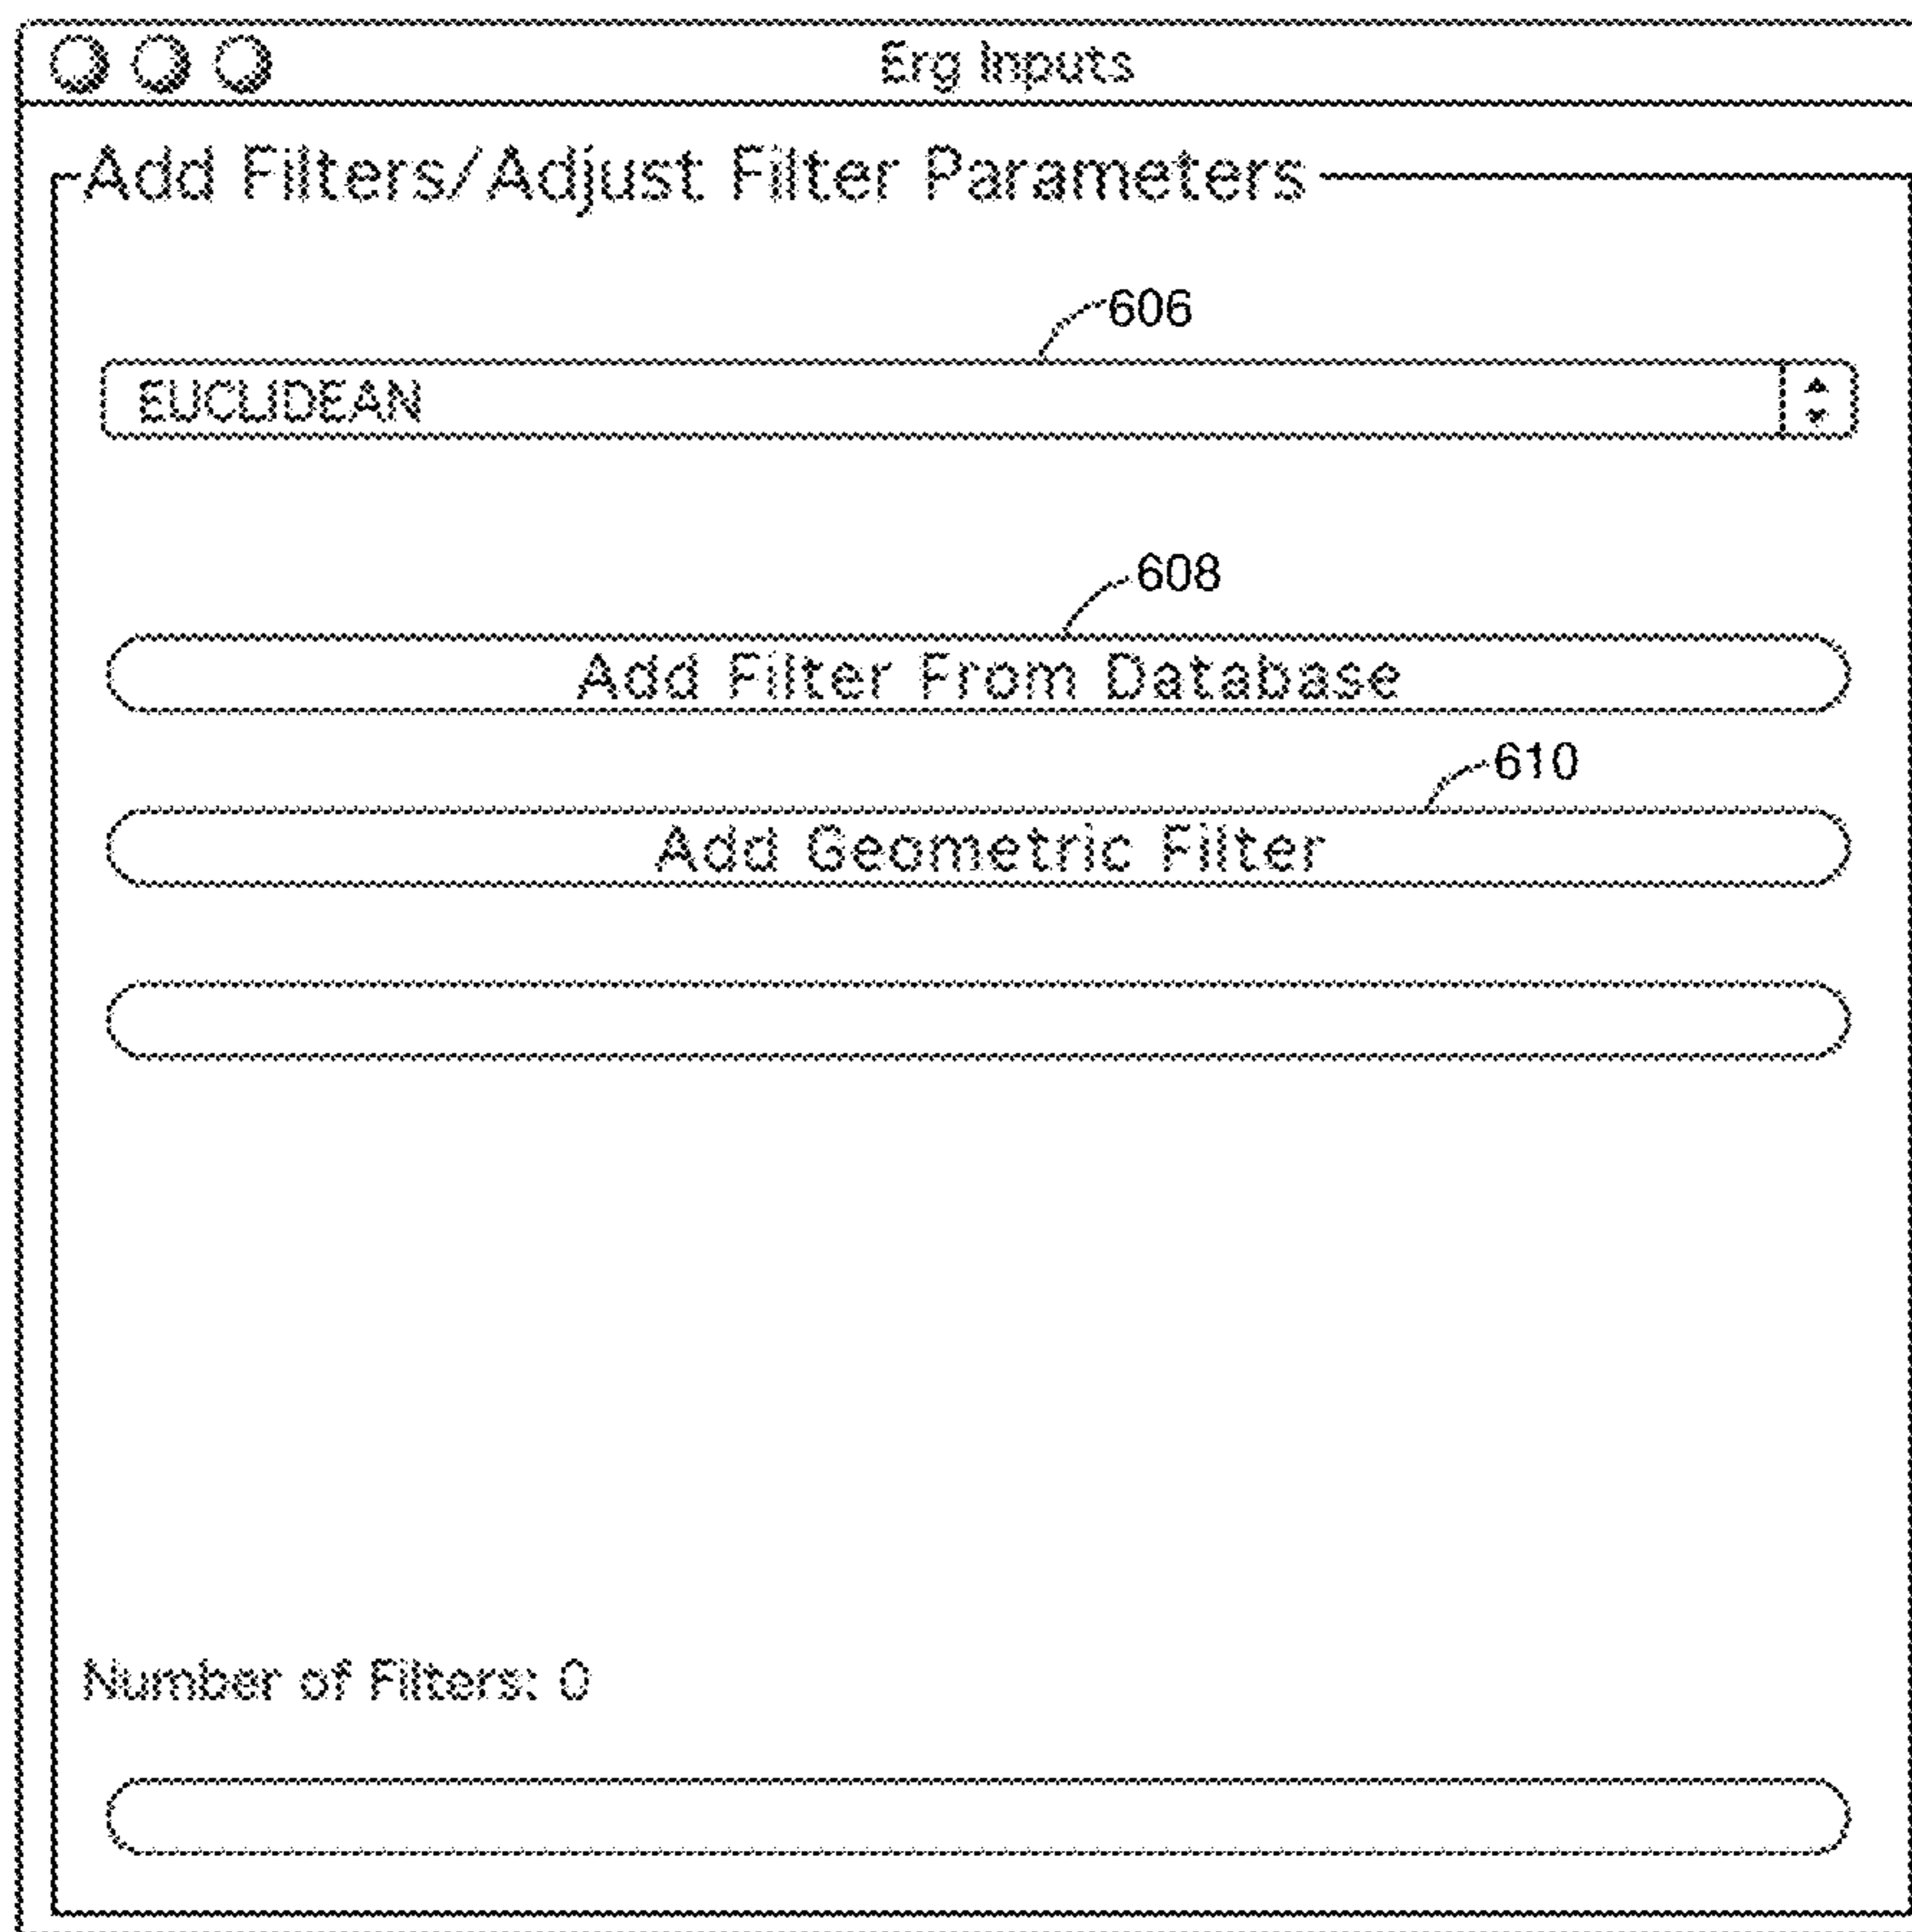 Erg Inputs
Add Filters/Adjust Filter Parameters
606
EUCLIDEAN
608
Add Filter From Database
610
Add Geometric Filter
Number of Filters: 0